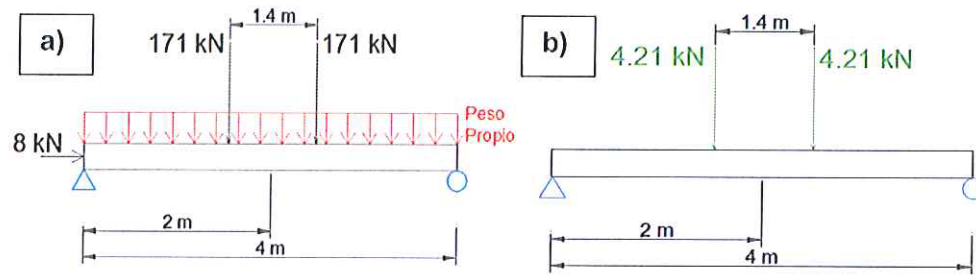 a)
1.4 m
171 kN
171 kN
Peso
Propio
8 kN
2 m
4 m
b)
1.4 m
4.21 kN
4.21 kN
2 m
4 m